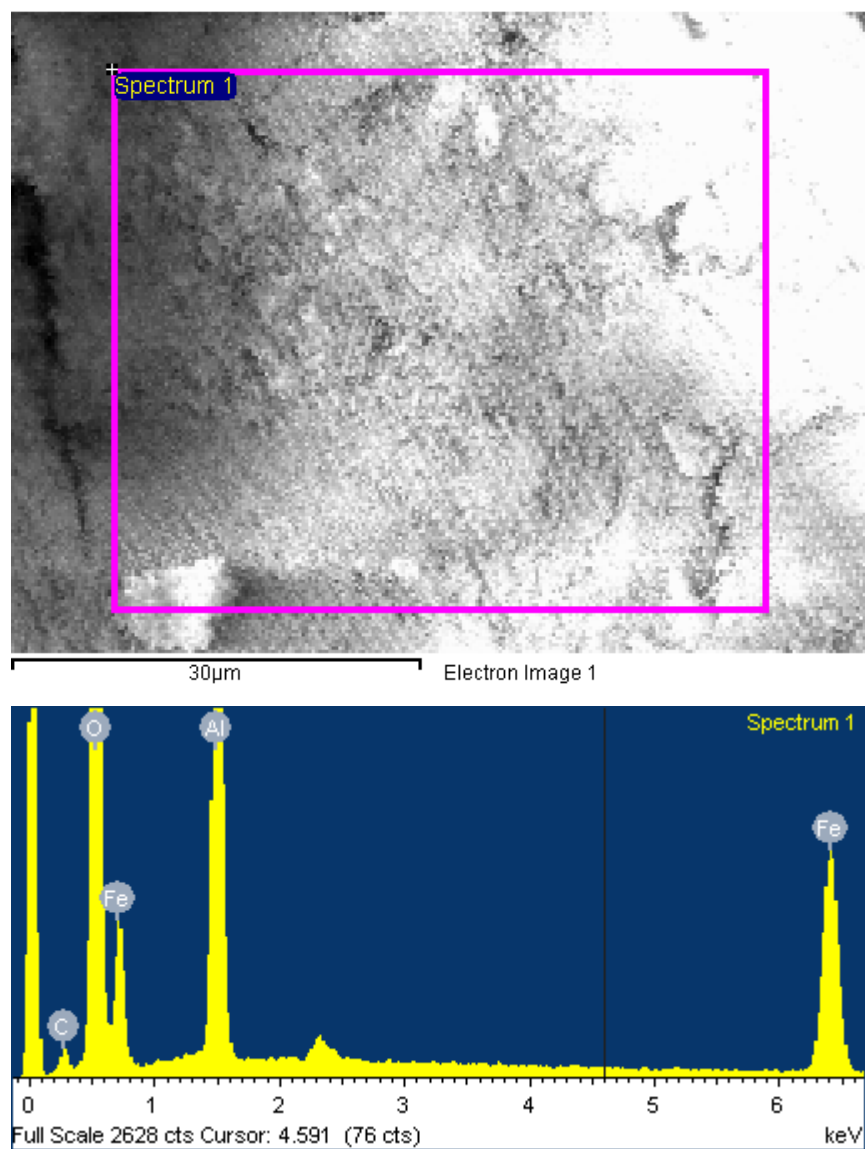 Spectrum 1
30µm Electron Image 1
Spectrum 1
O Al
Fe
Fe
C
0 1 2 3 4 5 6
Full Scale 2628 cts Cursor: 4.591 (76 cts) keV